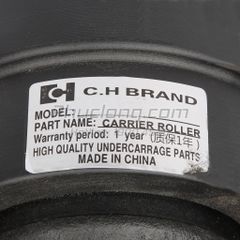 CH C.H BRAND
MODEL:
PART NAME: CARRIER ROLLER
Warranty period: 1 year (质保1年)
HIGH QUALITY UNDERCARRIAGE PARTS
MADE IN CHINA